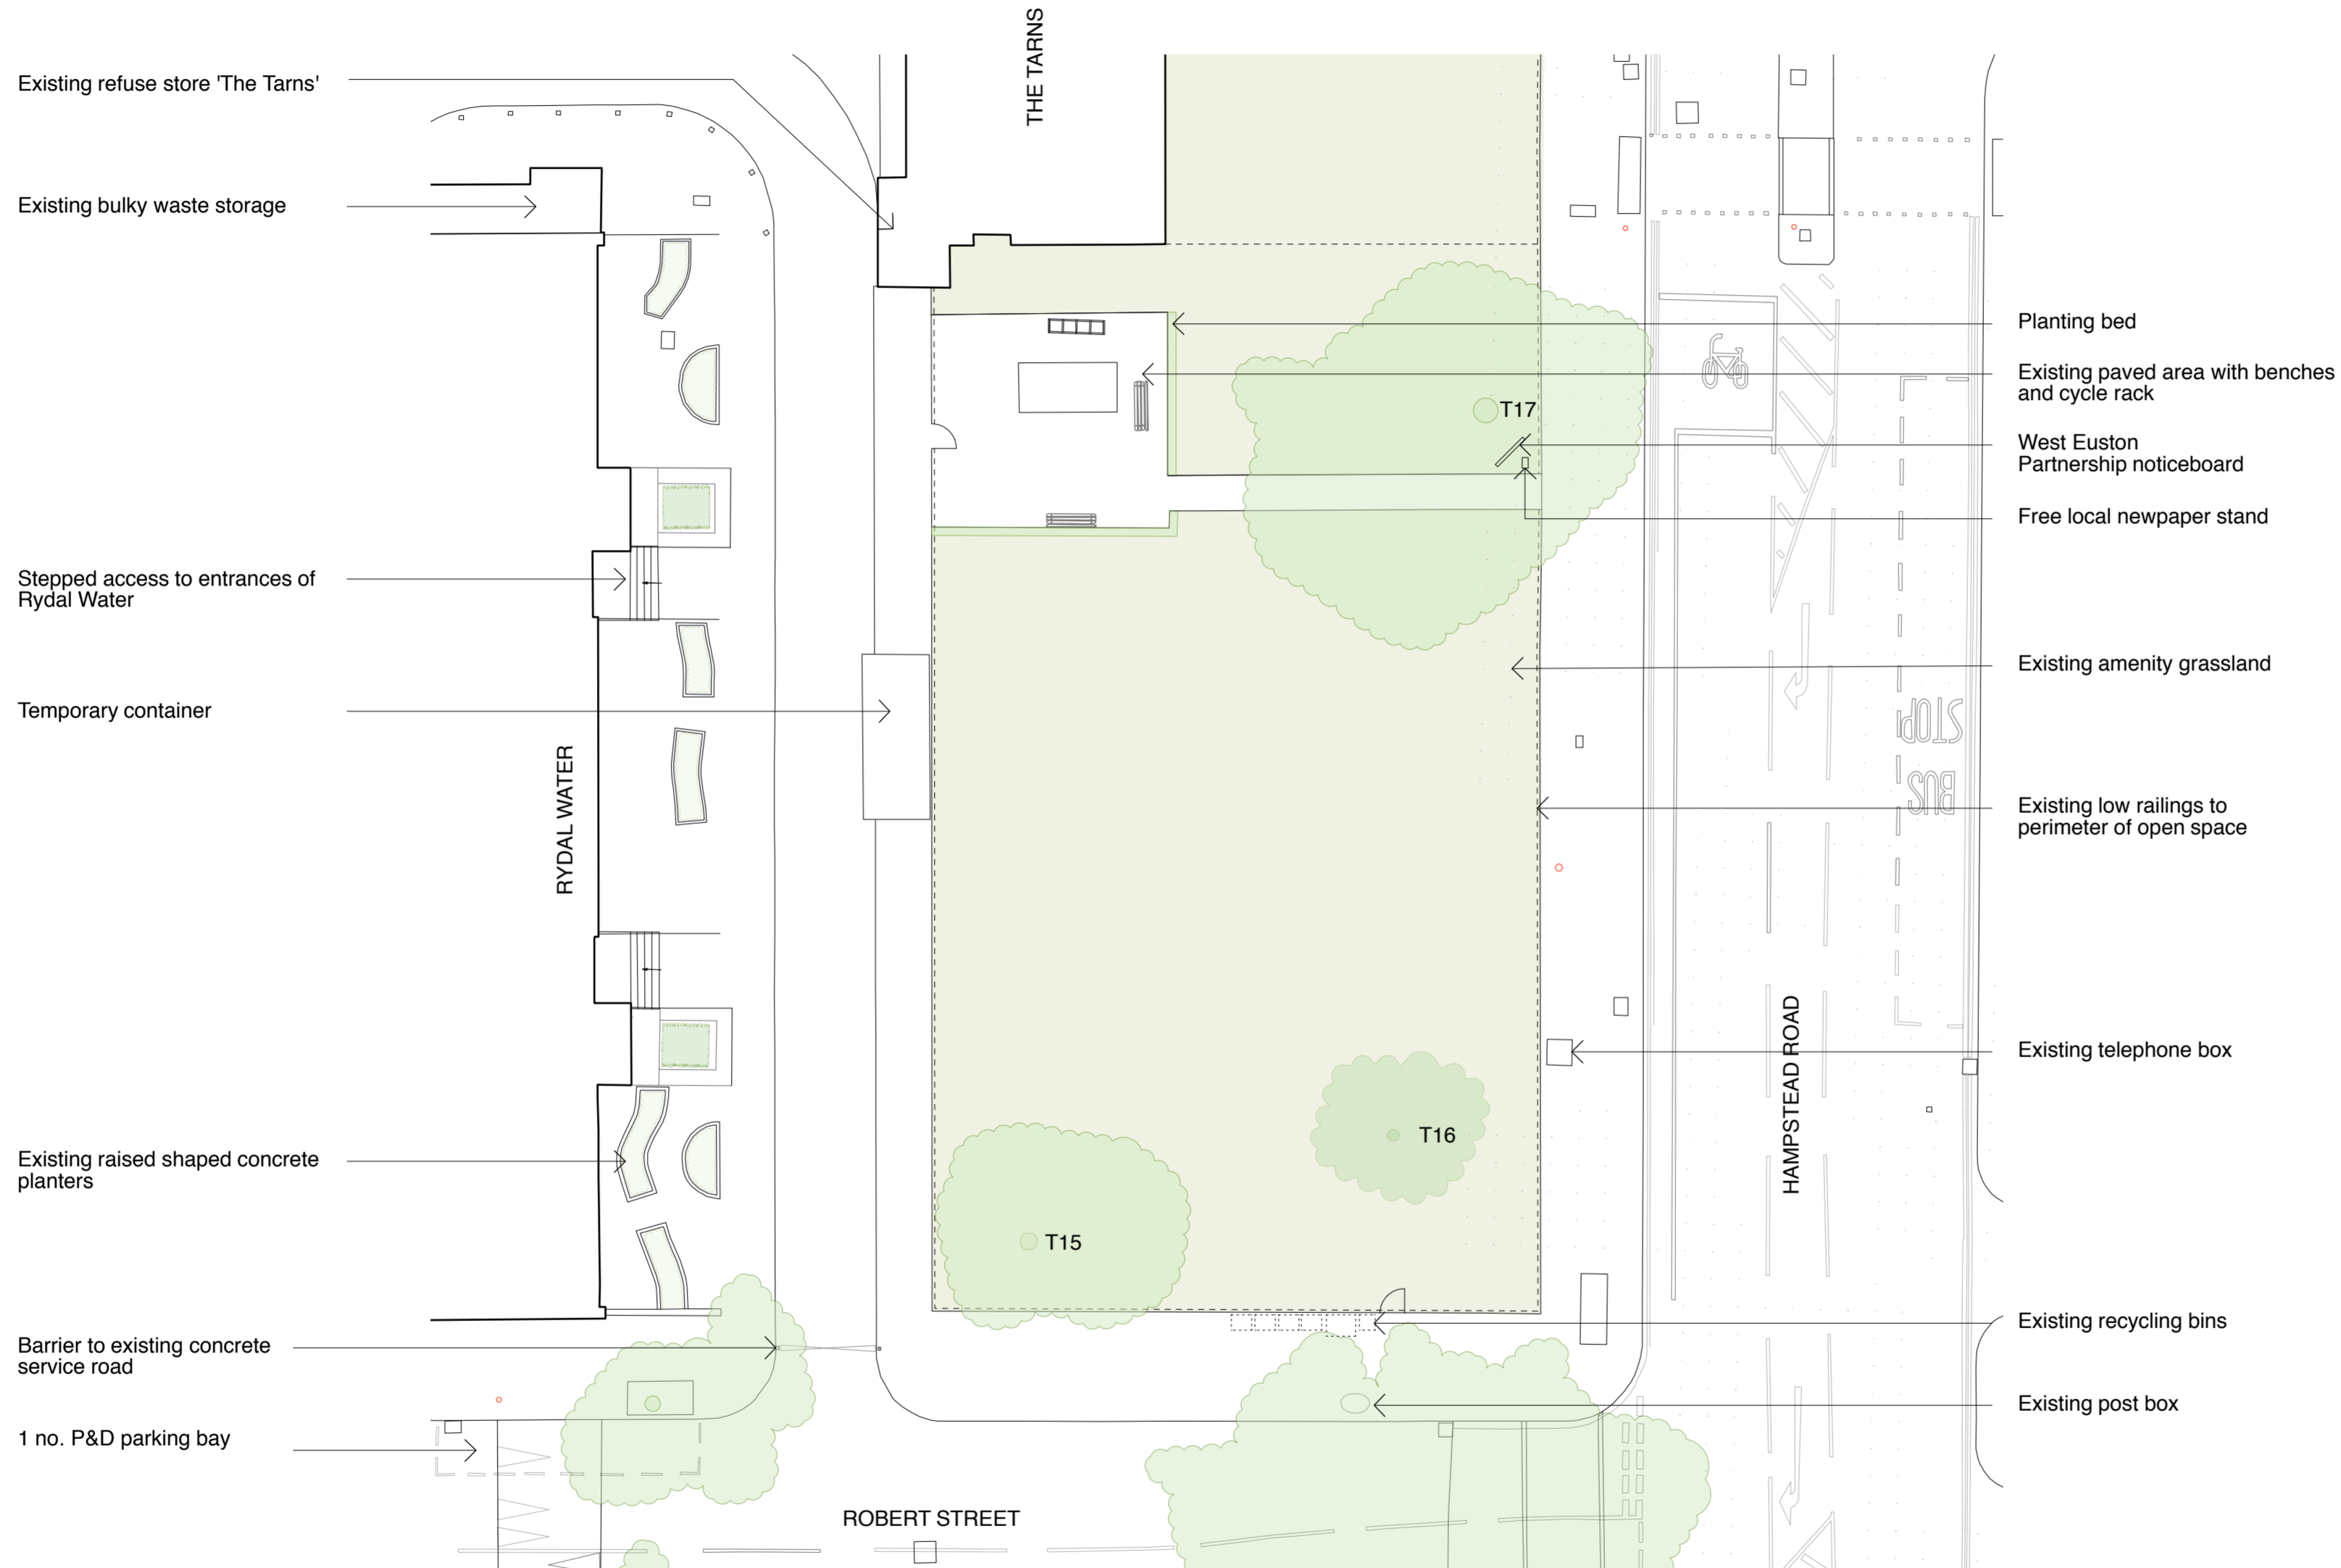 THE TARNS
Existing refuse store 'The Tarns'
Existing bulky waste storage
Stepped access to entrances of
Rydal Water
Temporary container
RYDAL WATER
Existing raised shaped concrete
planters
Barrier to existing concrete
service road
1 no. P&D parking bay
T17
T16
T15
ROBERT STREET
HAMPSTEAD ROAD
BUS
STOP
Planting bed
Existing paved area with benches
and cycle rack
West Euston
Partnership noticeboard
Free local newpaper stand
Existing amenity grassland
Existing low railings to
perimeter of open space
Existing telephone box
Existing recycling bins
Existing post box